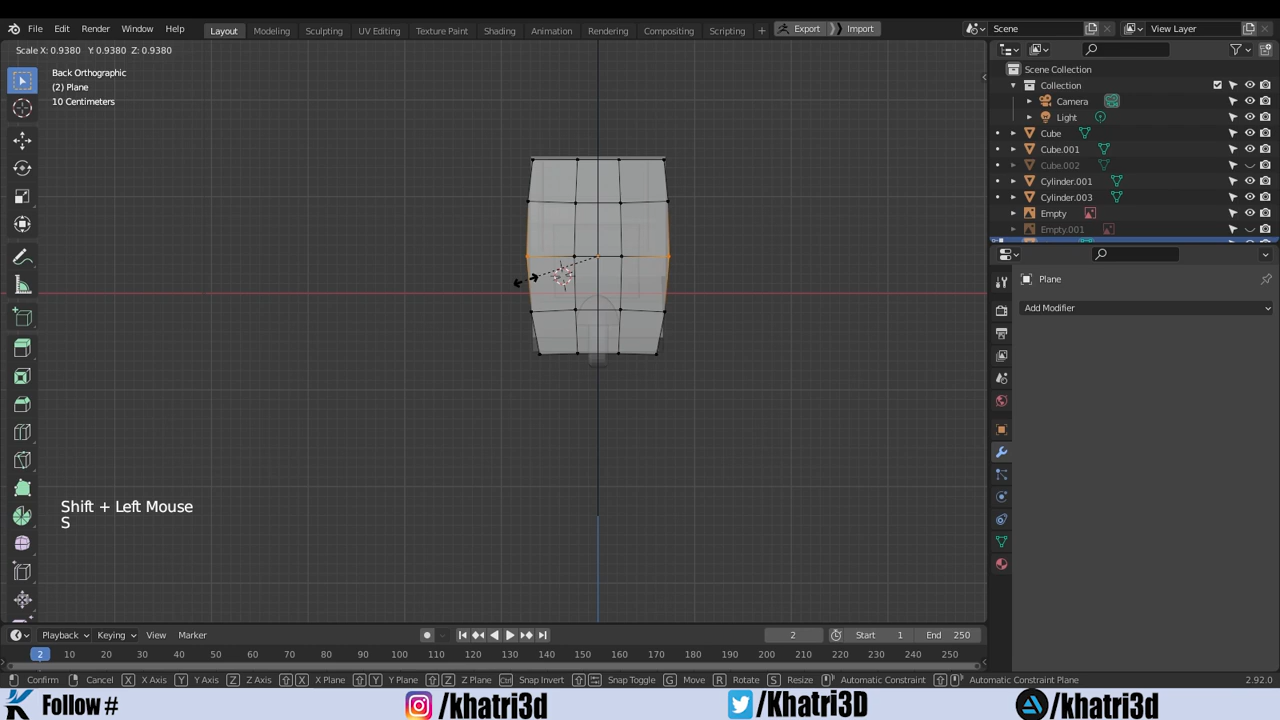 File Edit Render Window Help Layout Modeling Sculpting UV Editing Texture Paint Shading Animation Rendering Compositing Scripting + Export Import Scene View Layer
Scale X: 0.9380 Y: 0.9380 Z: 0.9380
Back Orthographic
(2) Plane
10 Centimeters
Scene Collection
Collection
Camera
Light
Cube
Cube.001
Cube.002
Cylinder.001
Cylinder.003
Empty
Empty.001
Plane
Add Modifier
Shift + Left Mouse
S
Playback Keying View Marker 2 Start 1 End 250
2 10 20 30 40 50 60 70 80 90 100 110 120 130 140 150 160 170 180 190 200 210 220 230 240 250
Confirm Cancel X X Axis Y Y Axis Z Z Axis X X Plane Y Y Plane Z Z Plane Snap Invert Snap Toggle G Move R Rotate S Resize Automatic Constraint Automatic Constraint Plane 2.92.0
Follow # /khatri3d /Khatri3D /khatri3d